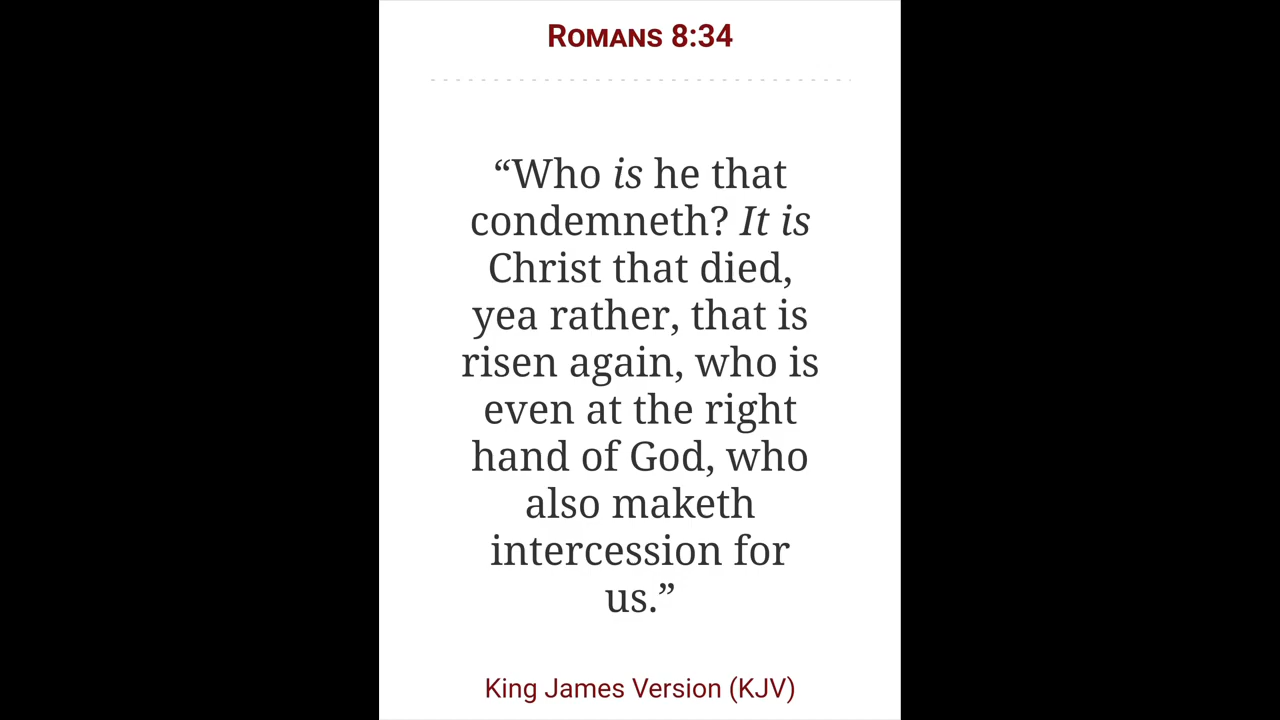 Romans 8:34
“Who is he that
condemneth? It is
Christ that died,
yea rather, that is
risen again, who is
even at the right
hand of God, who
also maketh
intercession for
us.”
King James Version (KJV)